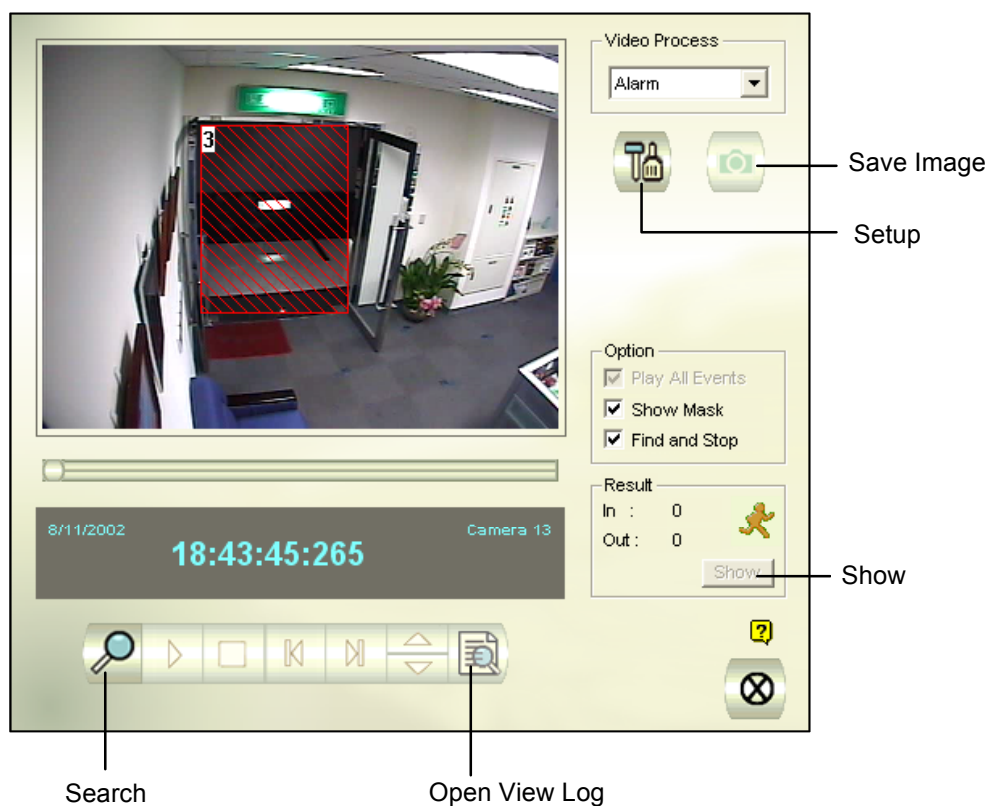 Video Process
Alarm
3
Save Image
Setup
Option
Play All Events
Show Mask
Find and Stop
Result
In : 0
Out : 0
Show
Show
8/11/2002
Camera 13
18:43:45:265
?
Search
Open View Log